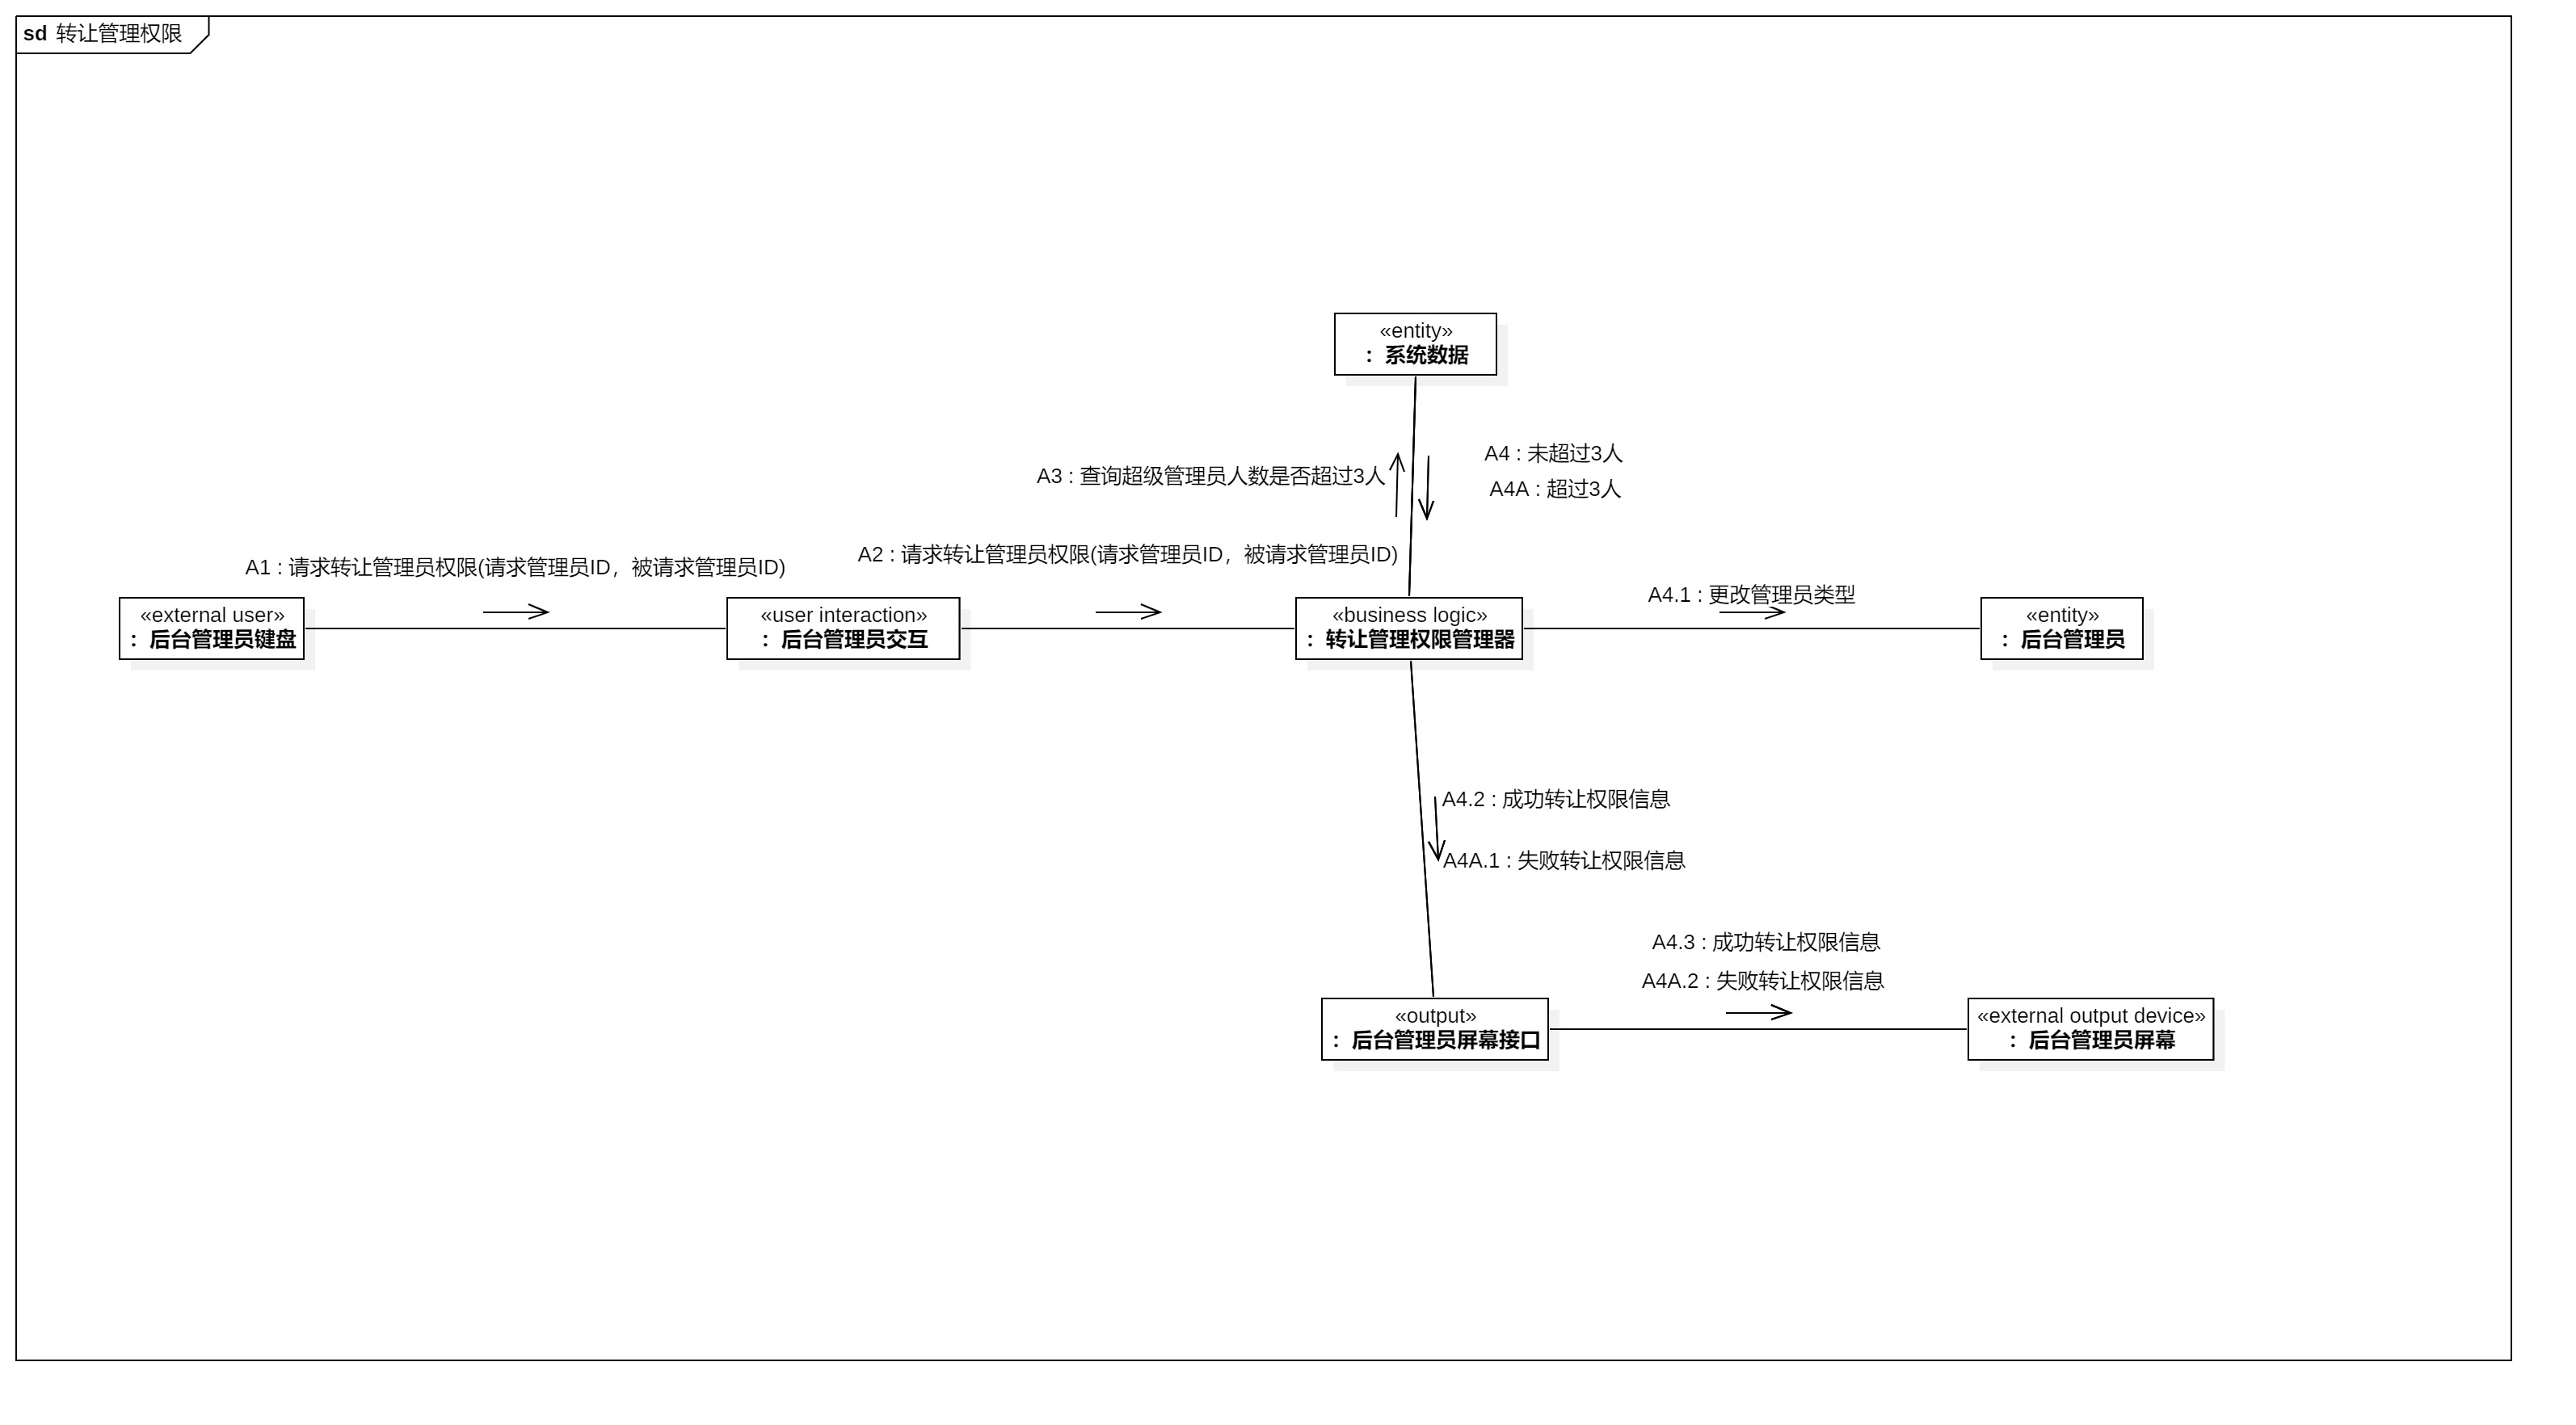 sd 转让管理权限
«entity»
: 系统数据
A3 : 查询超级管理员人数是否超过3人
A4 : 未超过3人
A4A : 超过3人
A1 : 请求转让管理员权限(请求管理员ID，被请求管理员ID)
A2 : 请求转让管理员权限(请求管理员ID，被请求管理员ID)
A4.1 : 更改管理员类型
«external user»
: 后台管理员键盘
«user interaction»
: 后台管理员交互
«business logic»
: 转让管理权限管理器
«entity»
: 后台管理员
A4.2 : 成功转让权限信息
A4A.1 : 失败转让权限信息
A4.3 : 成功转让权限信息
A4A.2 : 失败转让权限信息
«output»
: 后台管理员屏幕接口
«external output device»
: 后台管理员屏幕